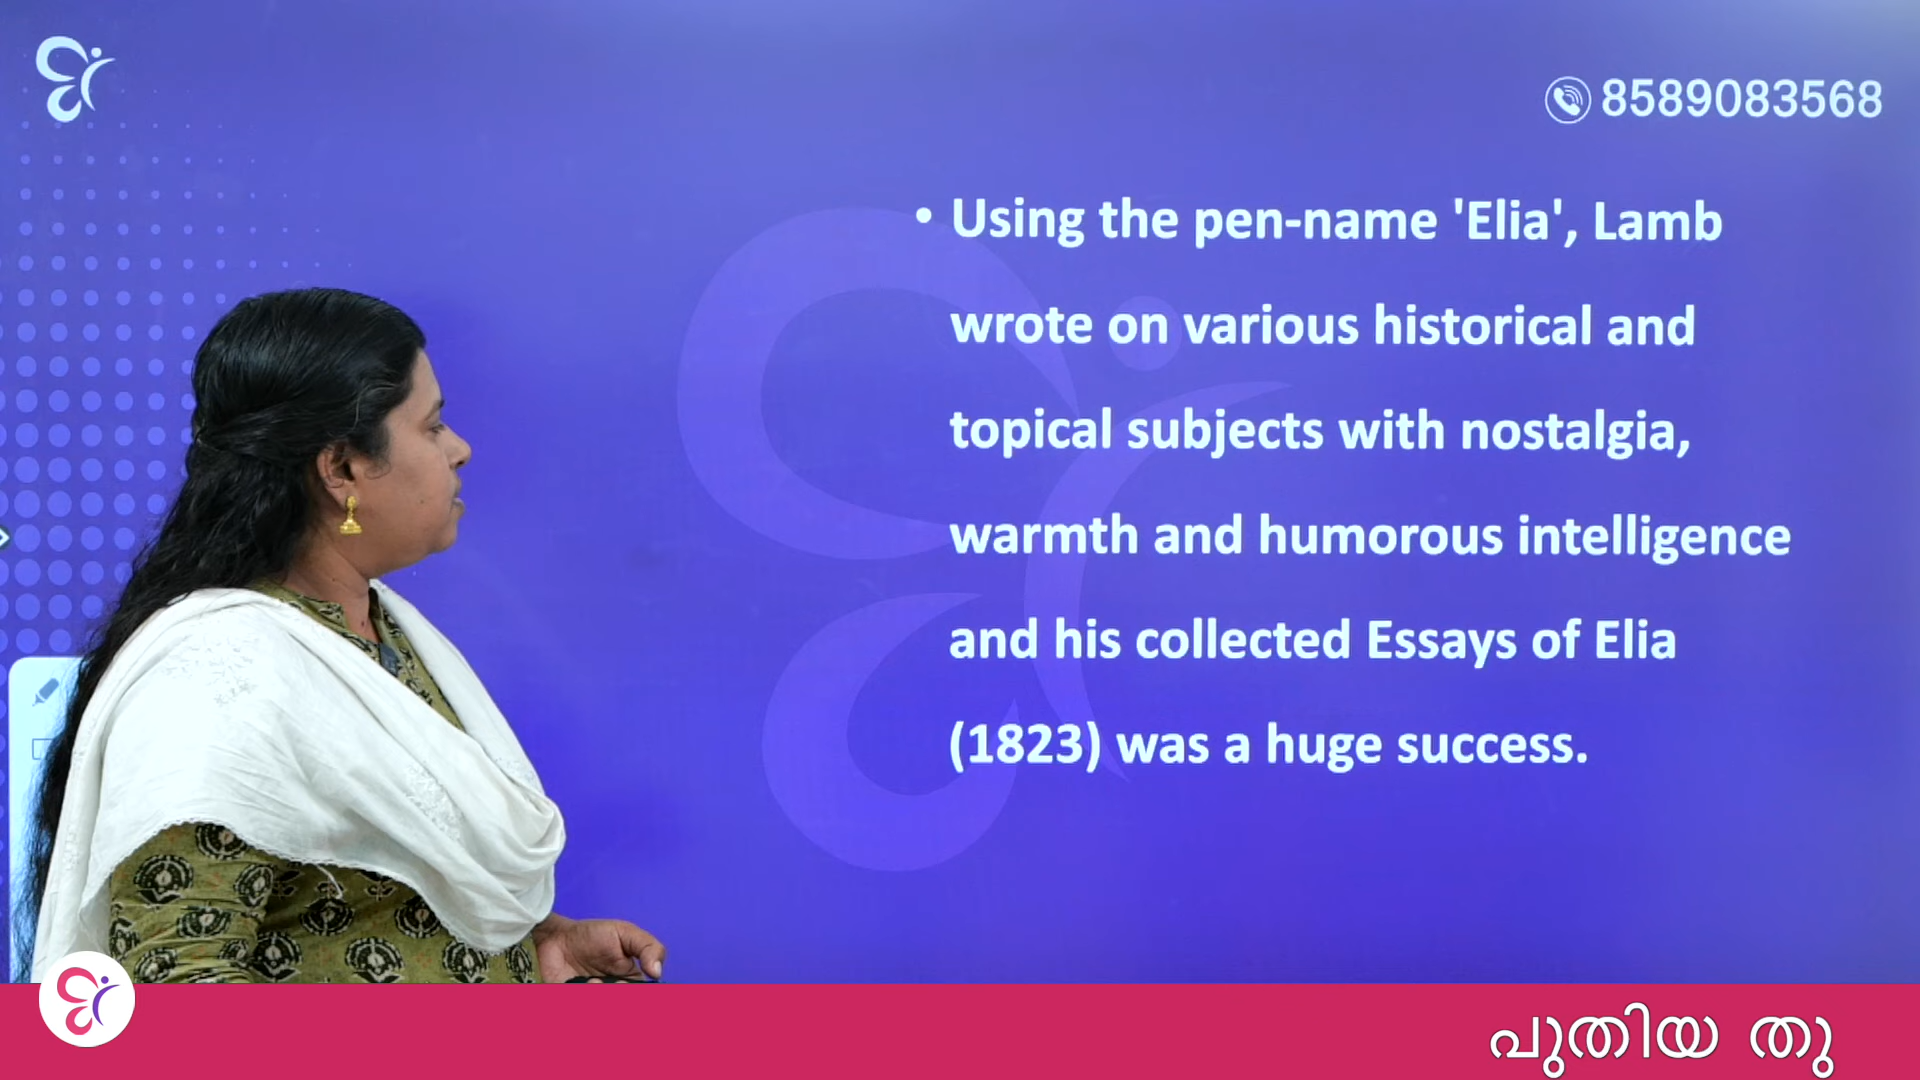 8589083568
• Using the pen-name 'Elia', Lamb
wrote on various historical and
topical subjects with nostalgia,
warmth and humorous intelligence
and his collected Essays of Elia
(1823) was a huge success.
പുതിയ തു